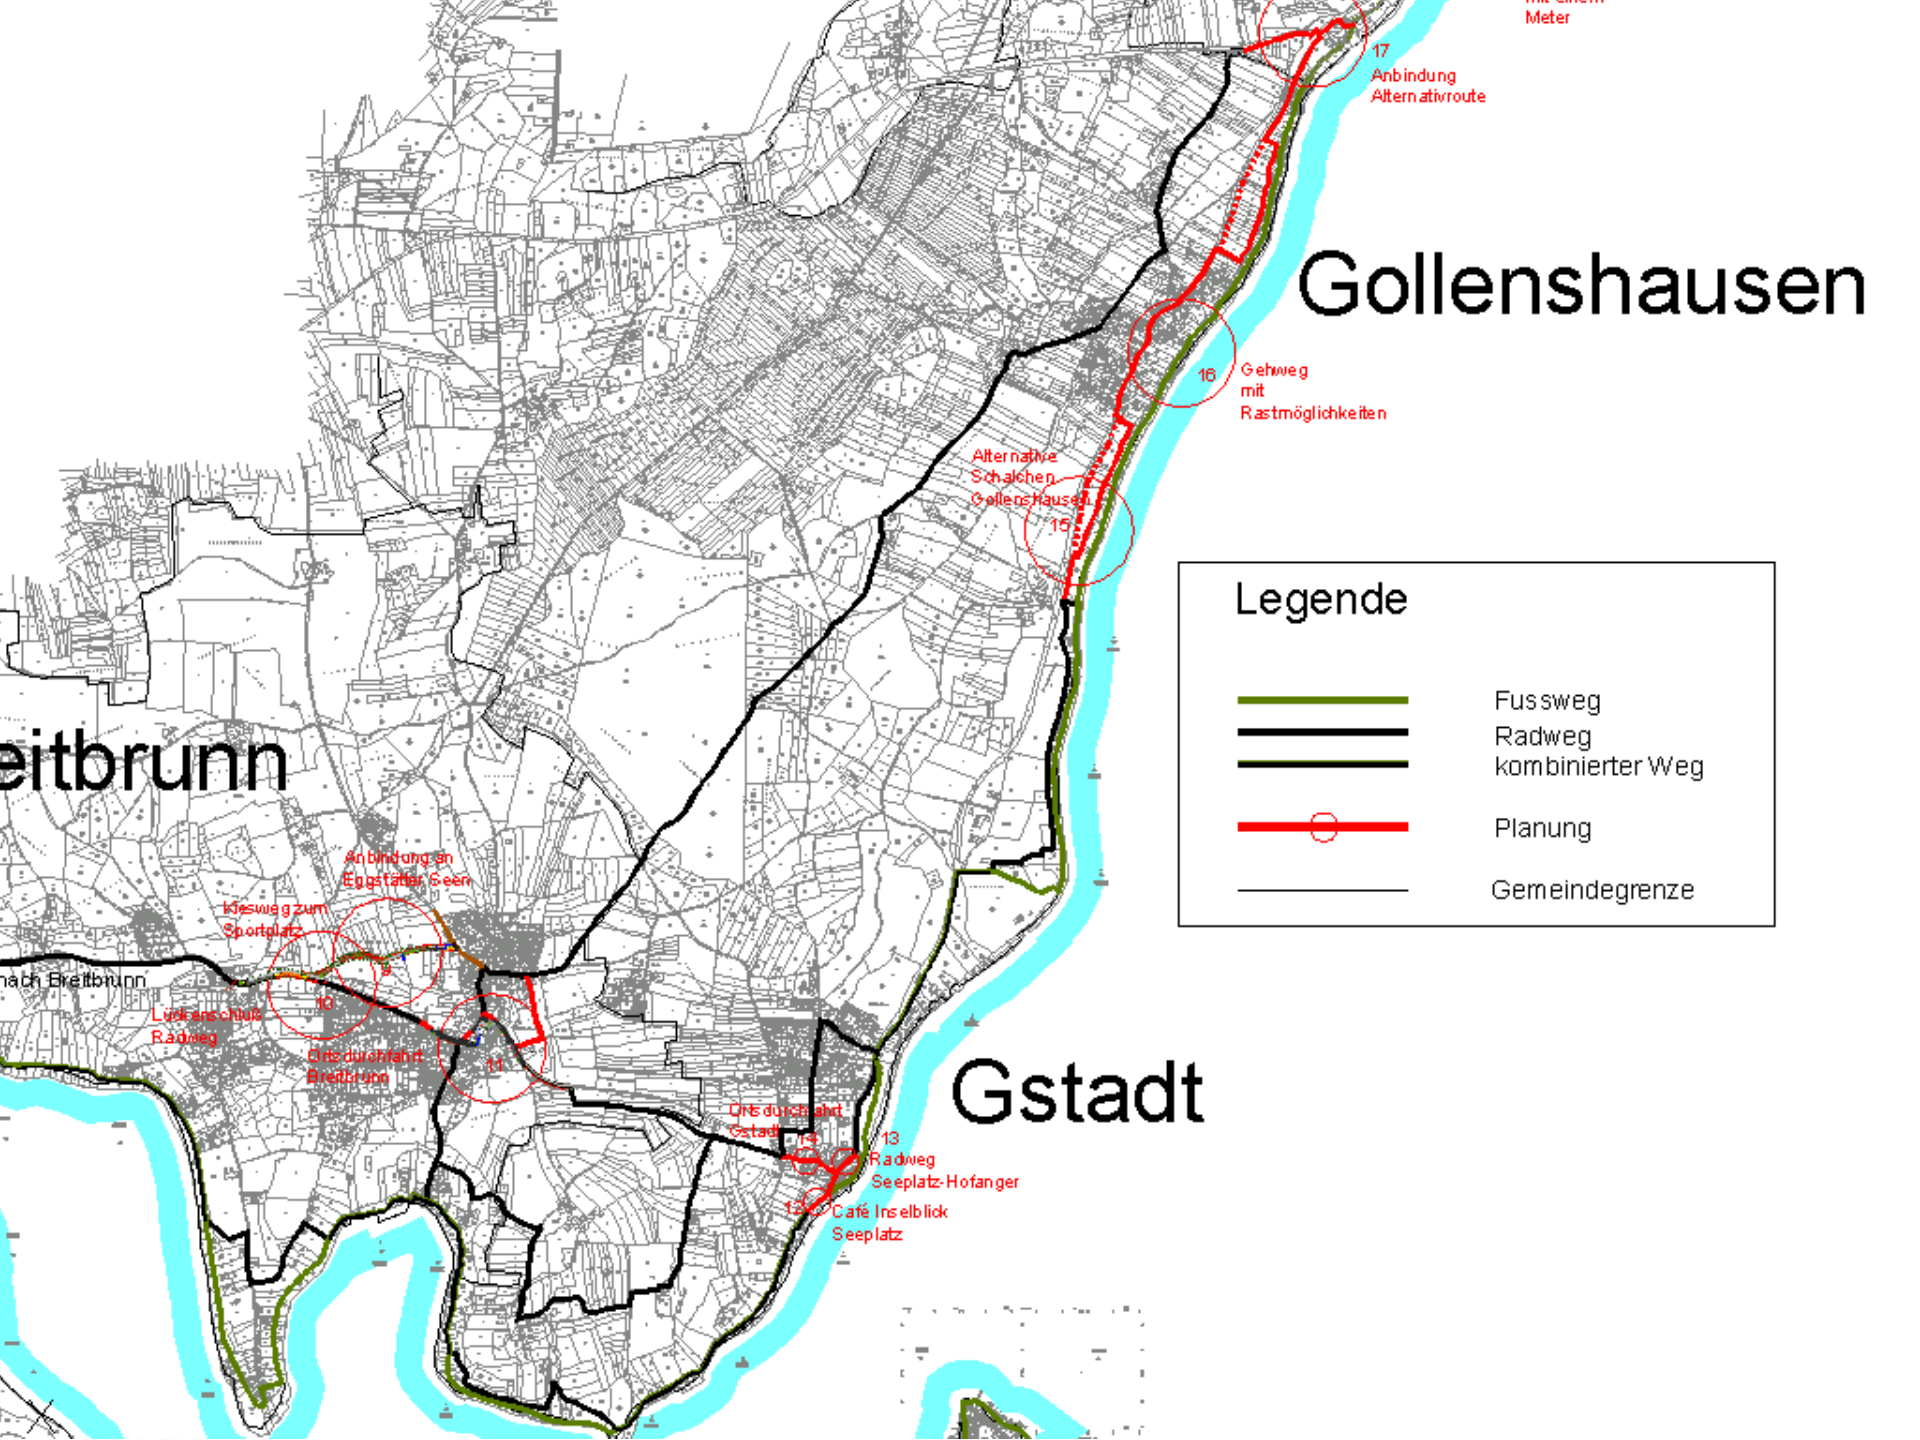 Meter
17
Anbindung
Alternativroute
Gollenshausen
16
Gehweg
mit
Rastmöglichkeiten
Alternative
Schalchen
Gollenshausen
15
Legende
Fussweg
Radweg
kombinierter Weg
Planung
Gemeindegrenze
eitbrunn
Anbindung an
Eggstätter Seen
Kiesweg zum
Sportplatz
9
nach Breitbrunn
10
Lückenschluß
Radweg
Ortsdurchfahrt
Breitbrunn
11
Gstadt
Ortsdurchfahrt
Gstadt
14
13
Radweg
Seeplatz-Hofanger
12
Café Inselblick
Seeplatz